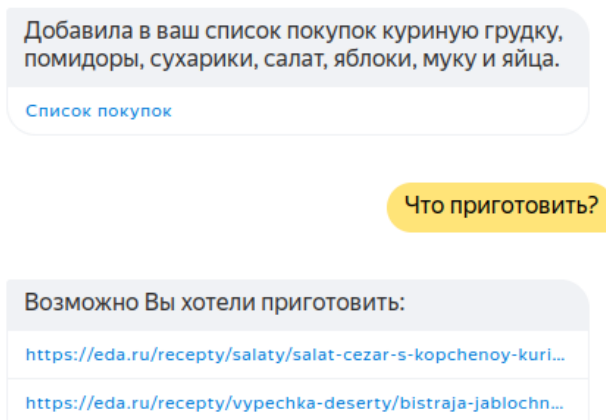 Добавила в ваш список покупок куриную грудку,
помидоры, сухарики, салат, яблоки, муку и яйца.
Список покупок
Что приготовить?
Возможно Вы хотели приготовить:
https://eda.ru/recepty/salaty/salat-cezar-s-kopchenoy-kuri...
https://eda.ru/recepty/vypechka-deserty/bistraja-jablochn...